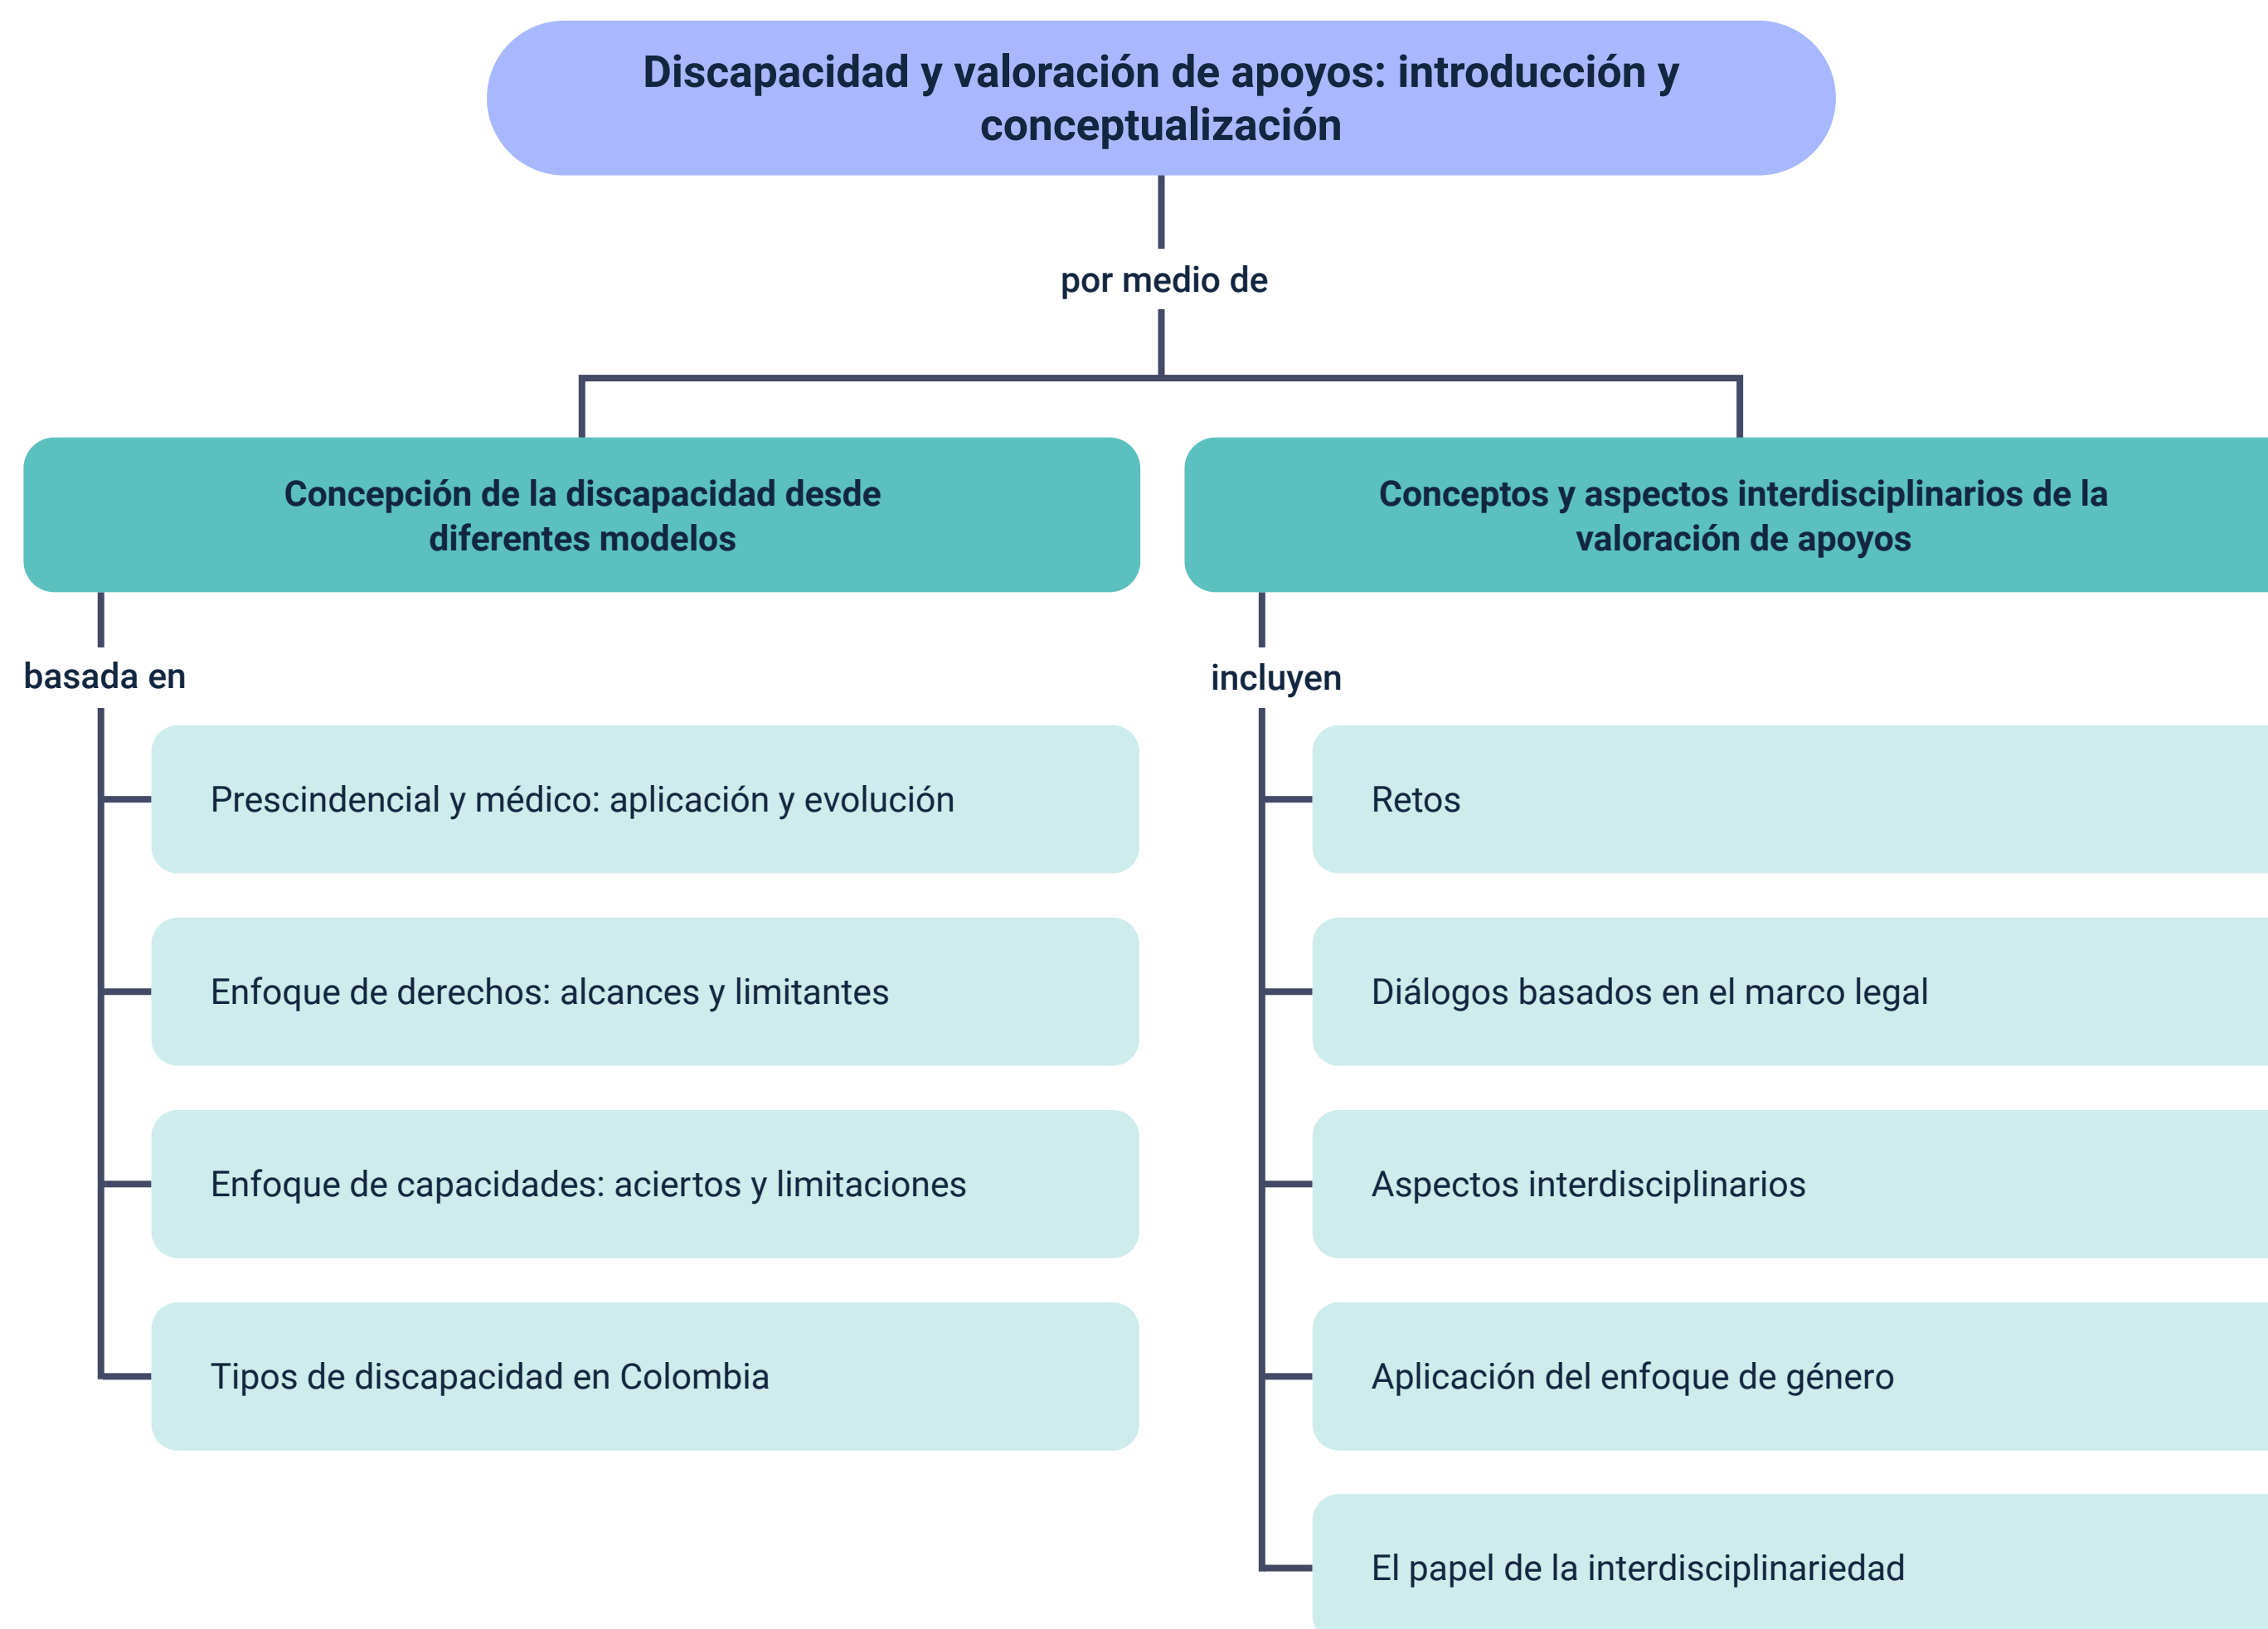 Discapacidad y valoración de apoyos: introducción y
conceptualización
por medio de
Concepción de la discapacidad desde
diferentes modelos
basada en
Prescindencial y médico: aplicación y evolución
Enfoque de derechos: alcances y limitantes
Enfoque de capacidades: aciertos y limitaciones
Tipos de discapacidad en Colombia
Conceptos y aspectos interdisciplinarios de la
valoración de apoyos
incluyen
Retos
Diálogos basados en el marco legal
Aspectos interdisciplinarios
Aplicación del enfoque de género
El papel de la interdisciplinariedad